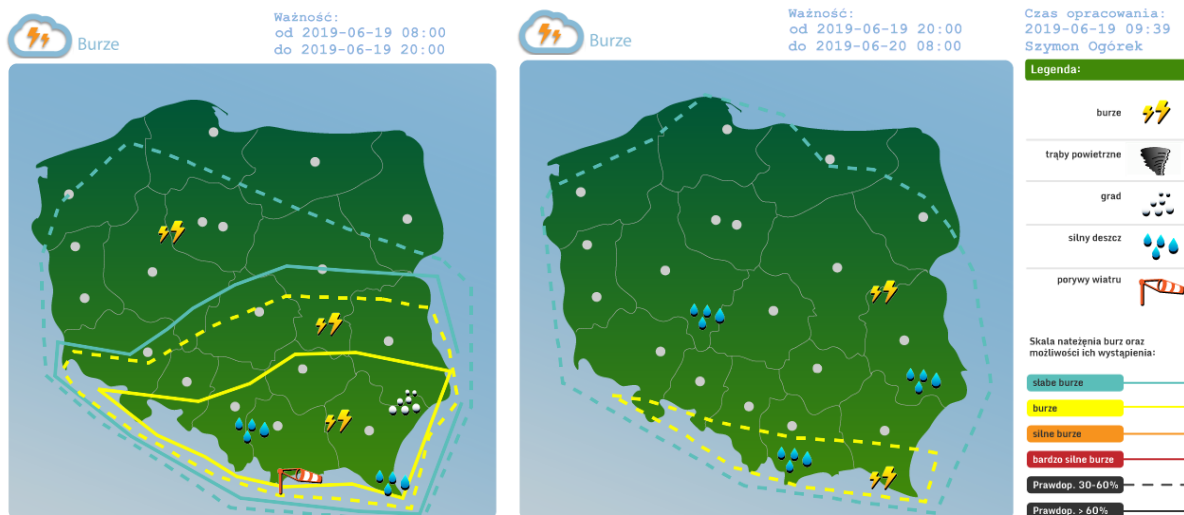 Burze
Ważność:
od 2019-06-19 08:00
do 2019-06-19 20:00
Burze
Ważność:
od 2019-06-19 20:00
do 2019-06-20 08:00
Czas opracowania:
2019-06-19 09:39
Szymon Ogórek
Legenda:
burze
trąby powietrzne
grad
silny deszcz
porywy wiatru
Skala natężenia burz oraz
możliwości ich wystąpienia:
słabe burze
burze
silne burze
bardzo silne burze
Prawdop. 30-60%
Prawdop. > 60%